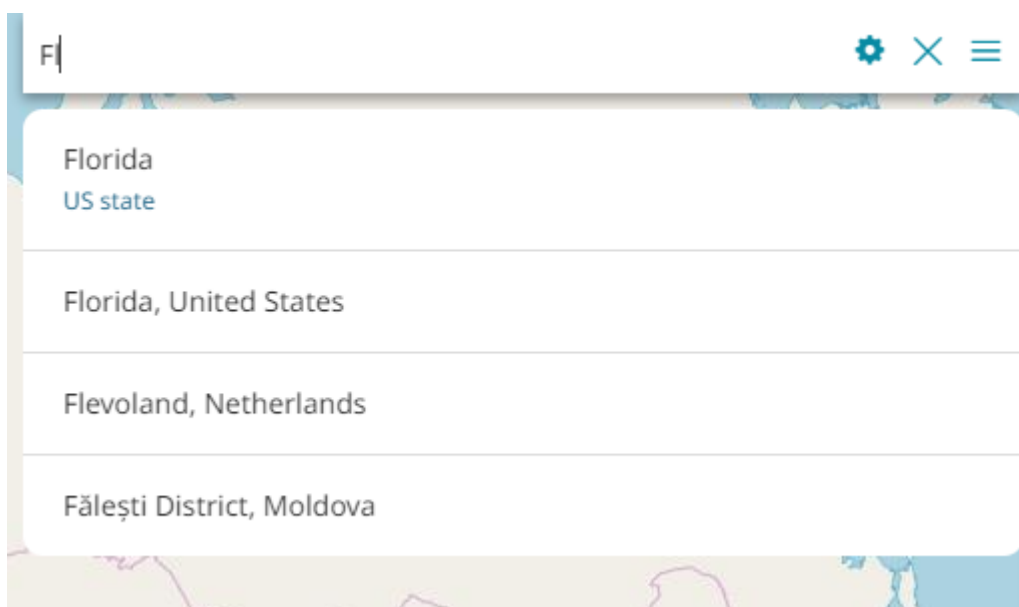 Fl
Florida
US state
Florida, United States
Flevoland, Netherlands
Fălești District, Moldova